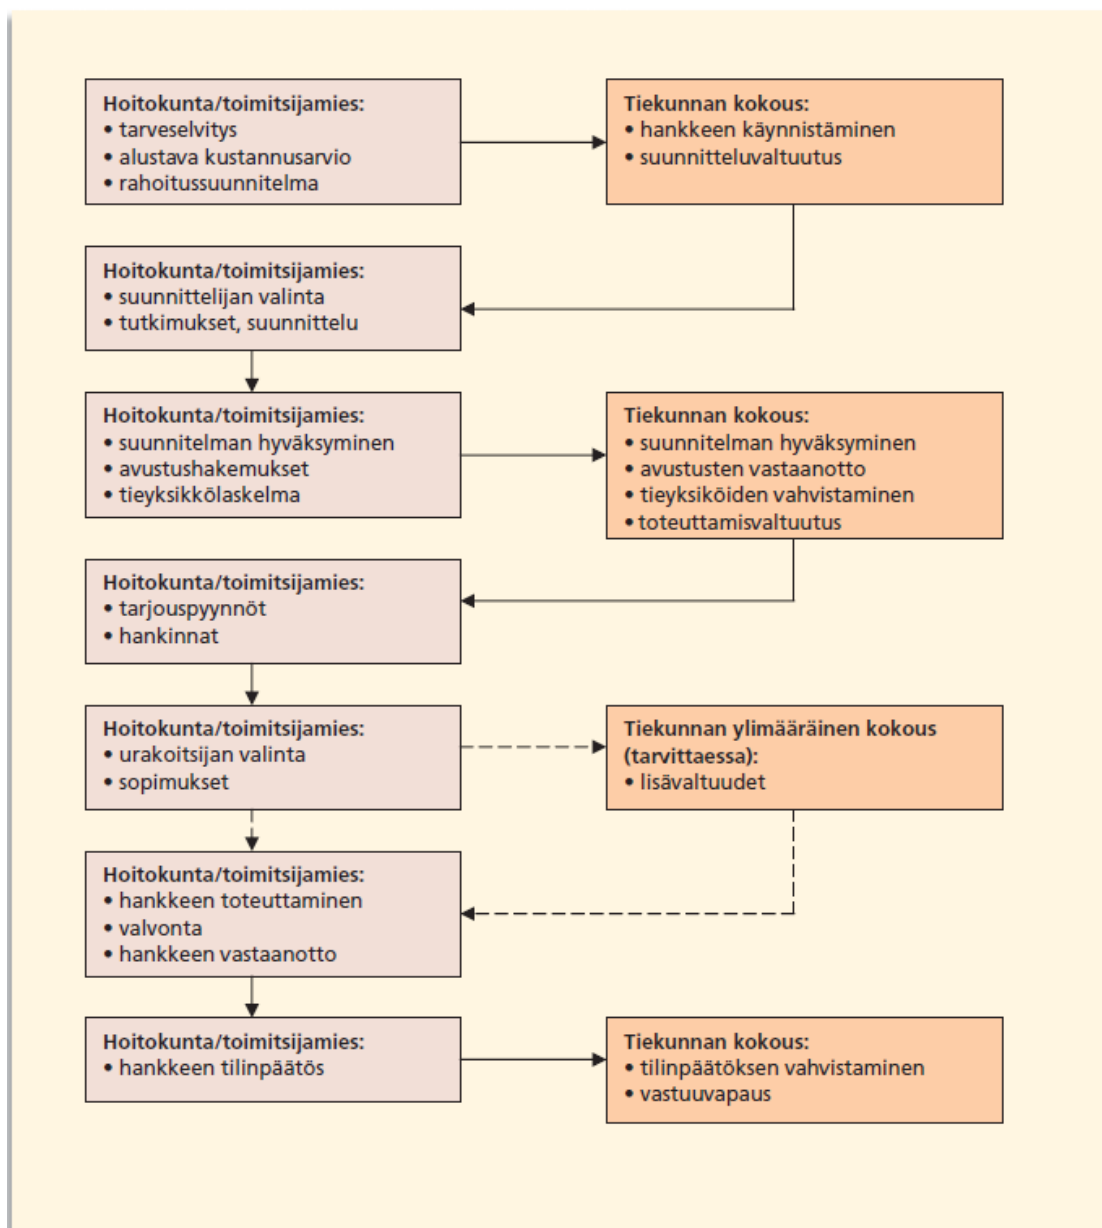 Hoitokunta/toimitsijamies:
• tarveselvitys
• alustava kustannusarvio
• rahoitussuunnitelma
Tiekunnan kokous:
• hankkeen käynnistäminen
• suunnitteluvaltuutus
Hoitokunta/toimitsijamies:
• suunnittelijan valinta
• tutkimukset, suunnittelu
Hoitokunta/toimitsijamies:
• suunnitelman hyväksyminen
• avustushakemukset
• tieyksikkölaskelma
Tiekunnan kokous:
• suunnitelman hyväksyminen
• avustusten vastaanotto
• tieyksiköiden vahvistaminen
• toteuttamisvaltuutus
Hoitokunta/toimitsijamies:
• tarjouspyynnöt
• hankinnat
Hoitokunta/toimitsijamies:
• urakoitsijan valinta
• sopimukset
Tiekunnan ylimääräinen kokous
(tarvittaessa):
• lisävaltuudet
Hoitokunta/toimitsijamies:
• hankkeen toteuttaminen
• valvonta
• hankkeen vastaanotto
Hoitokunta/toimitsijamies:
• hankkeen tilinpäätös
Tiekunnan kokous:
• tilinpäätöksen vahvistaminen
• vastuuvapaus